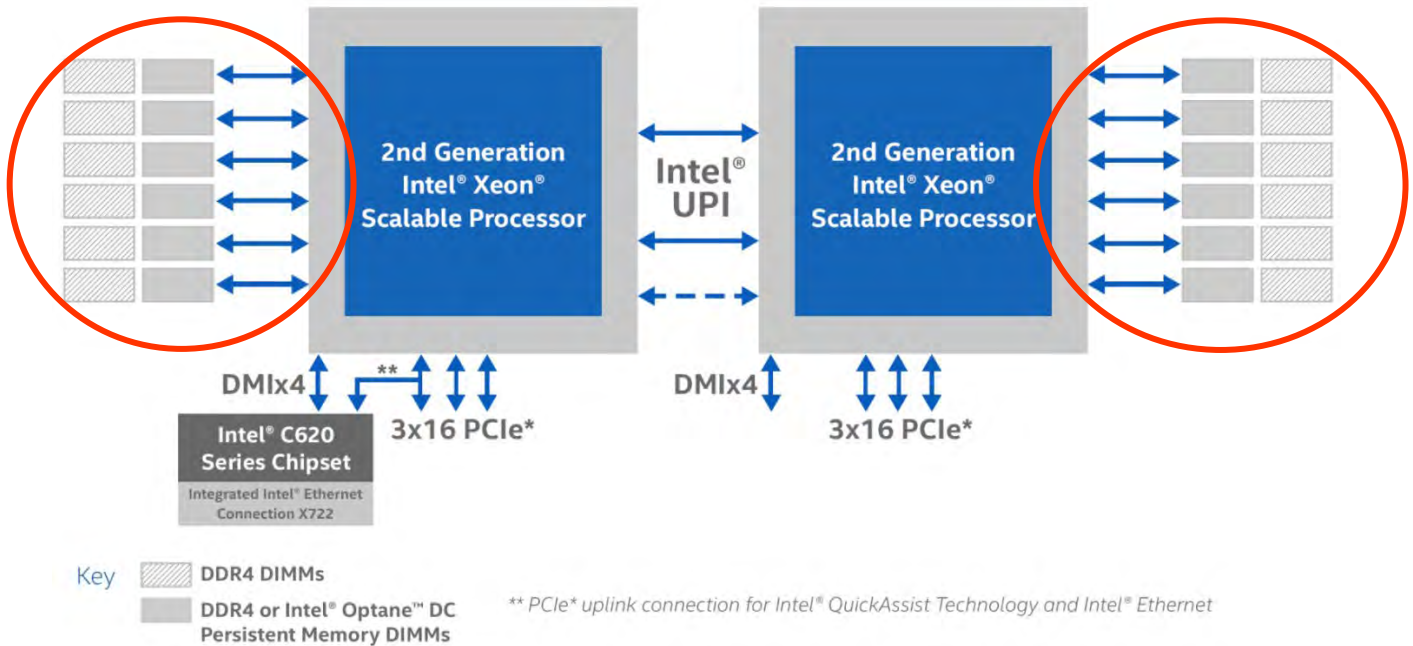 2nd Generation
Intel® Xeon®
Scalable Processor
Intel®
UPI
2nd Generation
Intel® Xeon®
Scalable Processor
DMIx4
**
3x16 PCIe*
DMIx4
3x16 PCIe*
Intel® C620
Series Chipset
Integrated Intel® Ethernet
Connection X722
Key
DDR4 DIMMs
DDR4 or Intel® Optane™ DC
Persistent Memory DIMMs
** PCIe* uplink connection for Intel® QuickAssist Technology and Intel® Ethernet